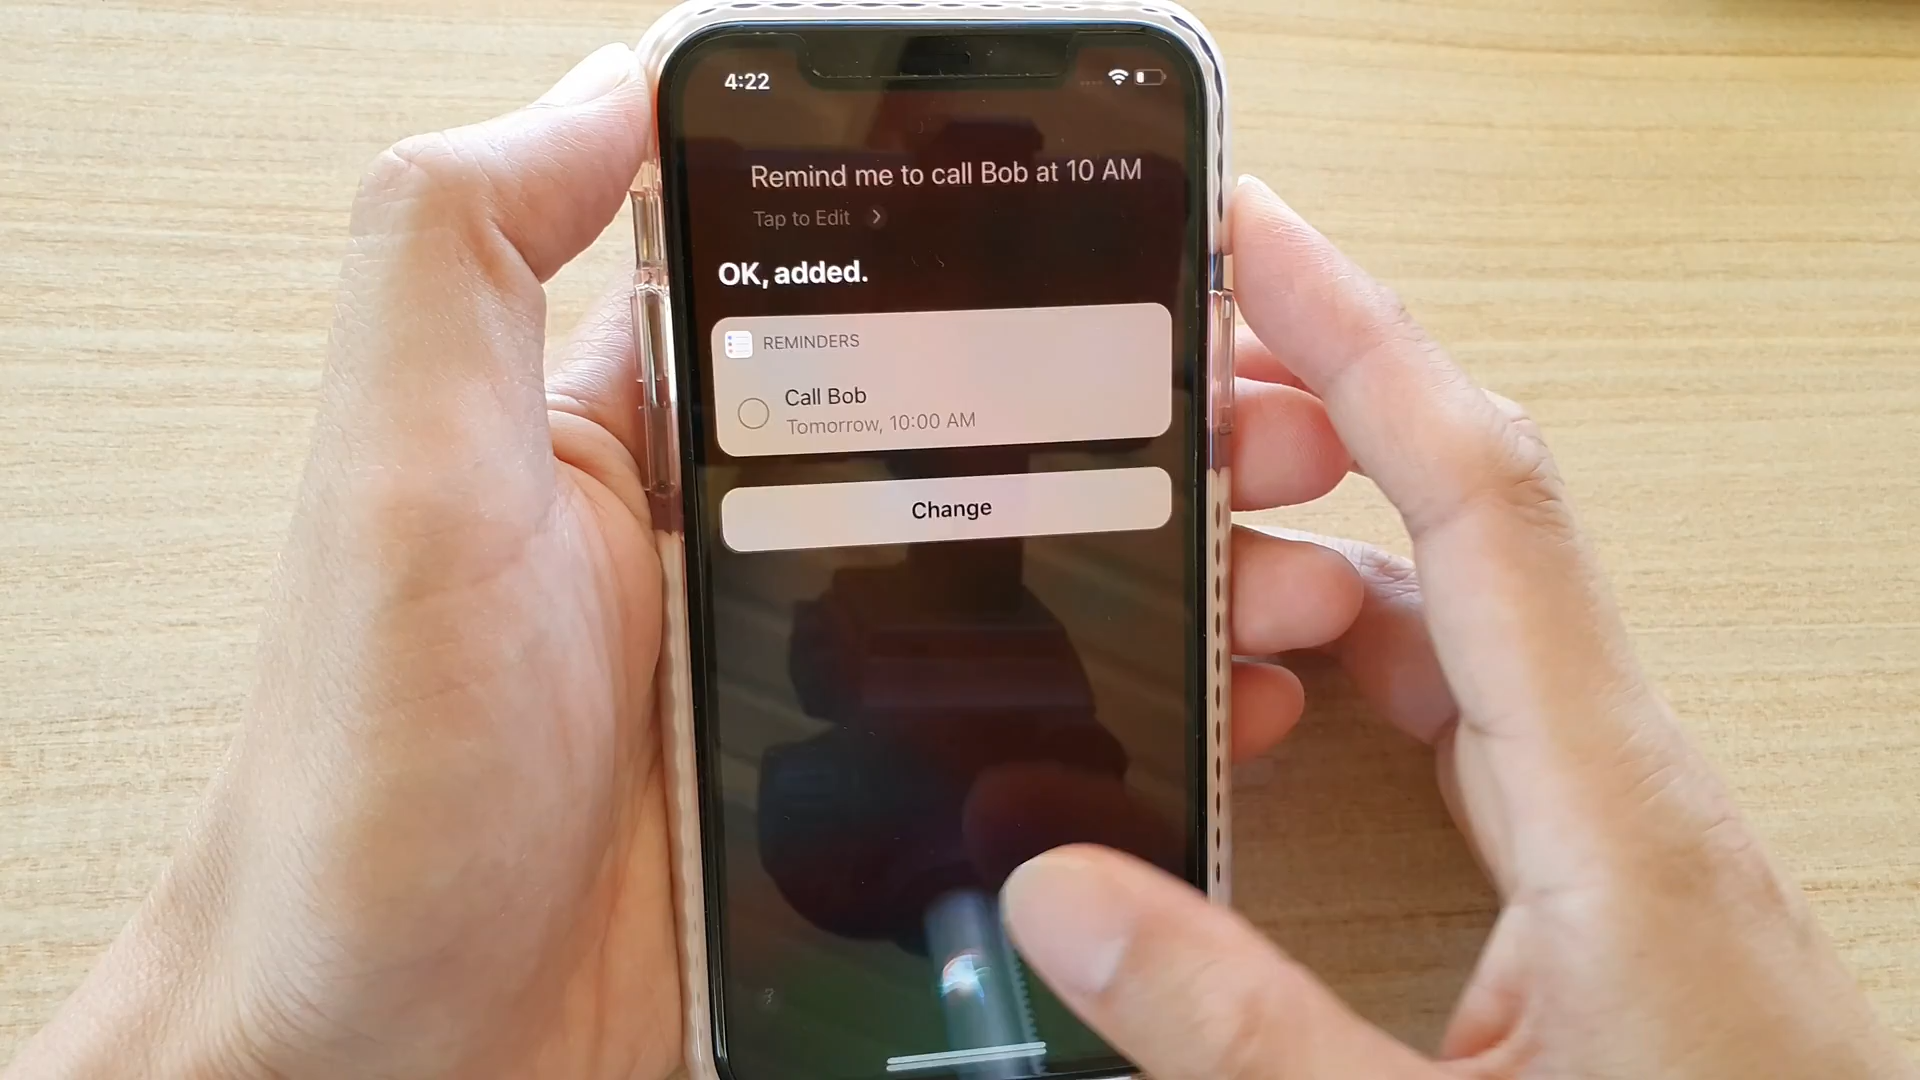 4:22
Remind me to call Bob at 10 AM
Tap to Edit
OK, added.
REMINDERS
Call Bob
Tomorrow, 10:00 AM
Change
?